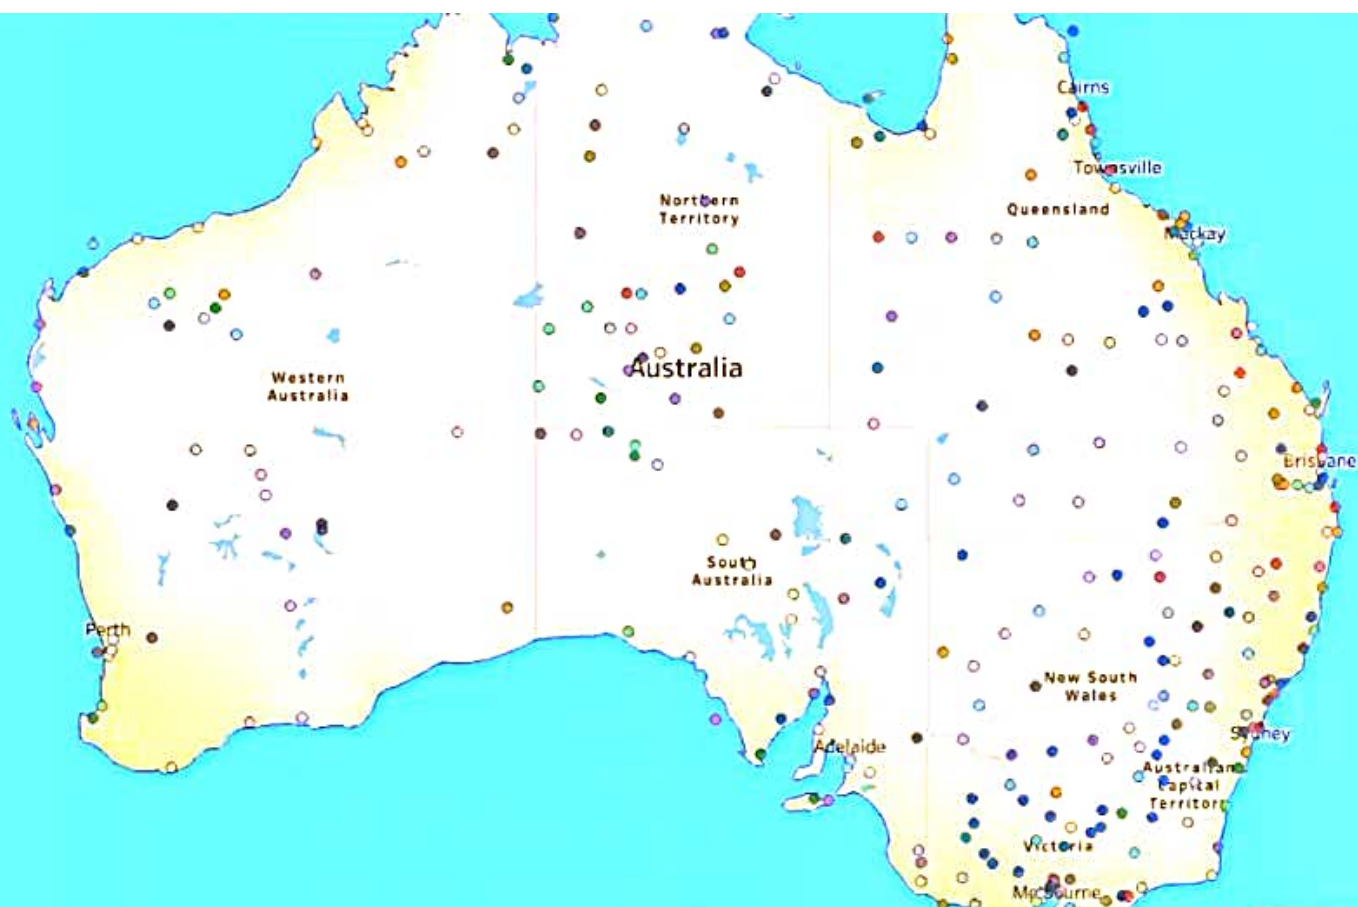 Cairns
Townsville
Northern
Territory
Queensland
Mackay
Australia
Western
Australia
Brisbane
South
Australia
Perth
New South
Wales
Sydney
Adelaide
Australian
Capital
Territory
Victoria
Melbourne